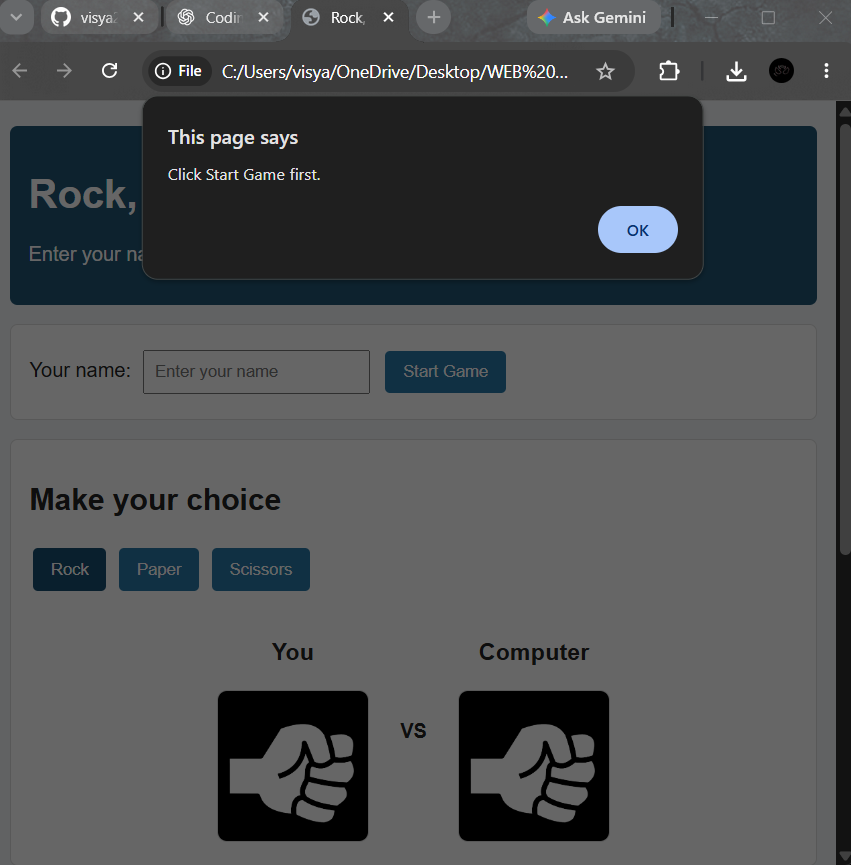 visya
Codin
Rock,
Ask Gemini
File
C:/Users/visya/OneDrive/Desktop/WEB%20...
This page says
Click Start Game first.
OK
Rock,
Enter your na
Your name:
Enter your name
Start Game
Make your choice
Rock
Paper
Scissors
You
Computer
VS